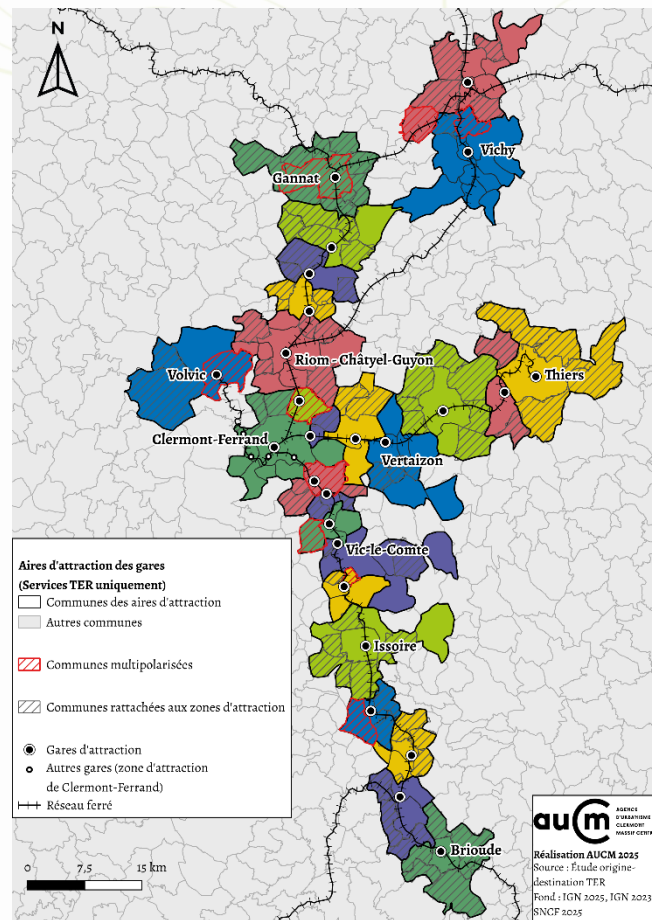 N
Vichy
Gannat
Riom - Châtyel-Guyon
Volvic
Thiers
Clermont-Ferrand
Vertaizon
Vic-le-Comte
Issoire
Brioude
Aires d'attraction des gares
(Services TER uniquement)
Communes des aires d'attraction
Autres communes
Communes multipolarisées
Communes rattachées aux zones d'attraction
Gares d'attraction
Autres gares (zone d'attraction
de Clermont-Ferrand)
Réseau ferré
0 7,5 15 km
aucm
AGENCE
D'URBANISME
CLERMONT
MASSIF CENTRAL
Réalisation AUCM 2025
Source : Étude origine-
destination TER
Fond : IGN 2025, IGN 2023
SNCF 2025